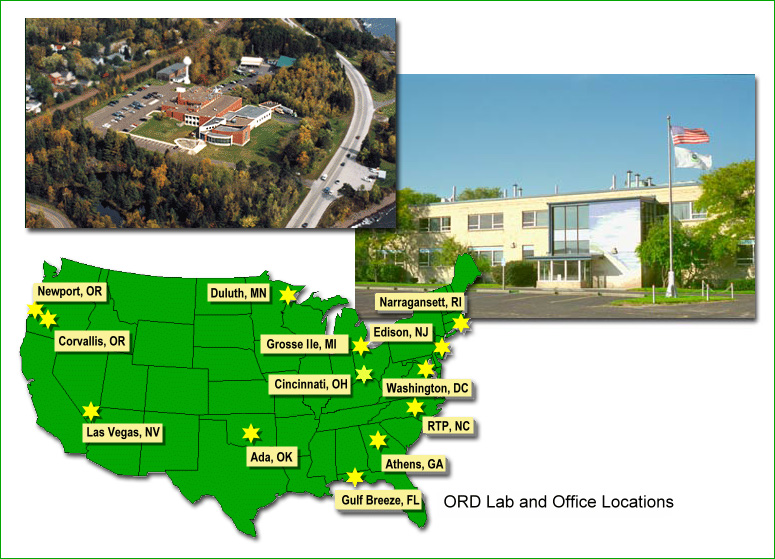 Newport, OR
Duluth, MN
Narragansett, RI
Corvallis, OR
Grosse Ile, MI
Edison, NJ
Cincinnati, OH
Washington, DC
Las Vegas, NV
RTP, NC
Ada, OK
Athens, GA
Gulf Breeze, FL
ORD Lab and Office Locations